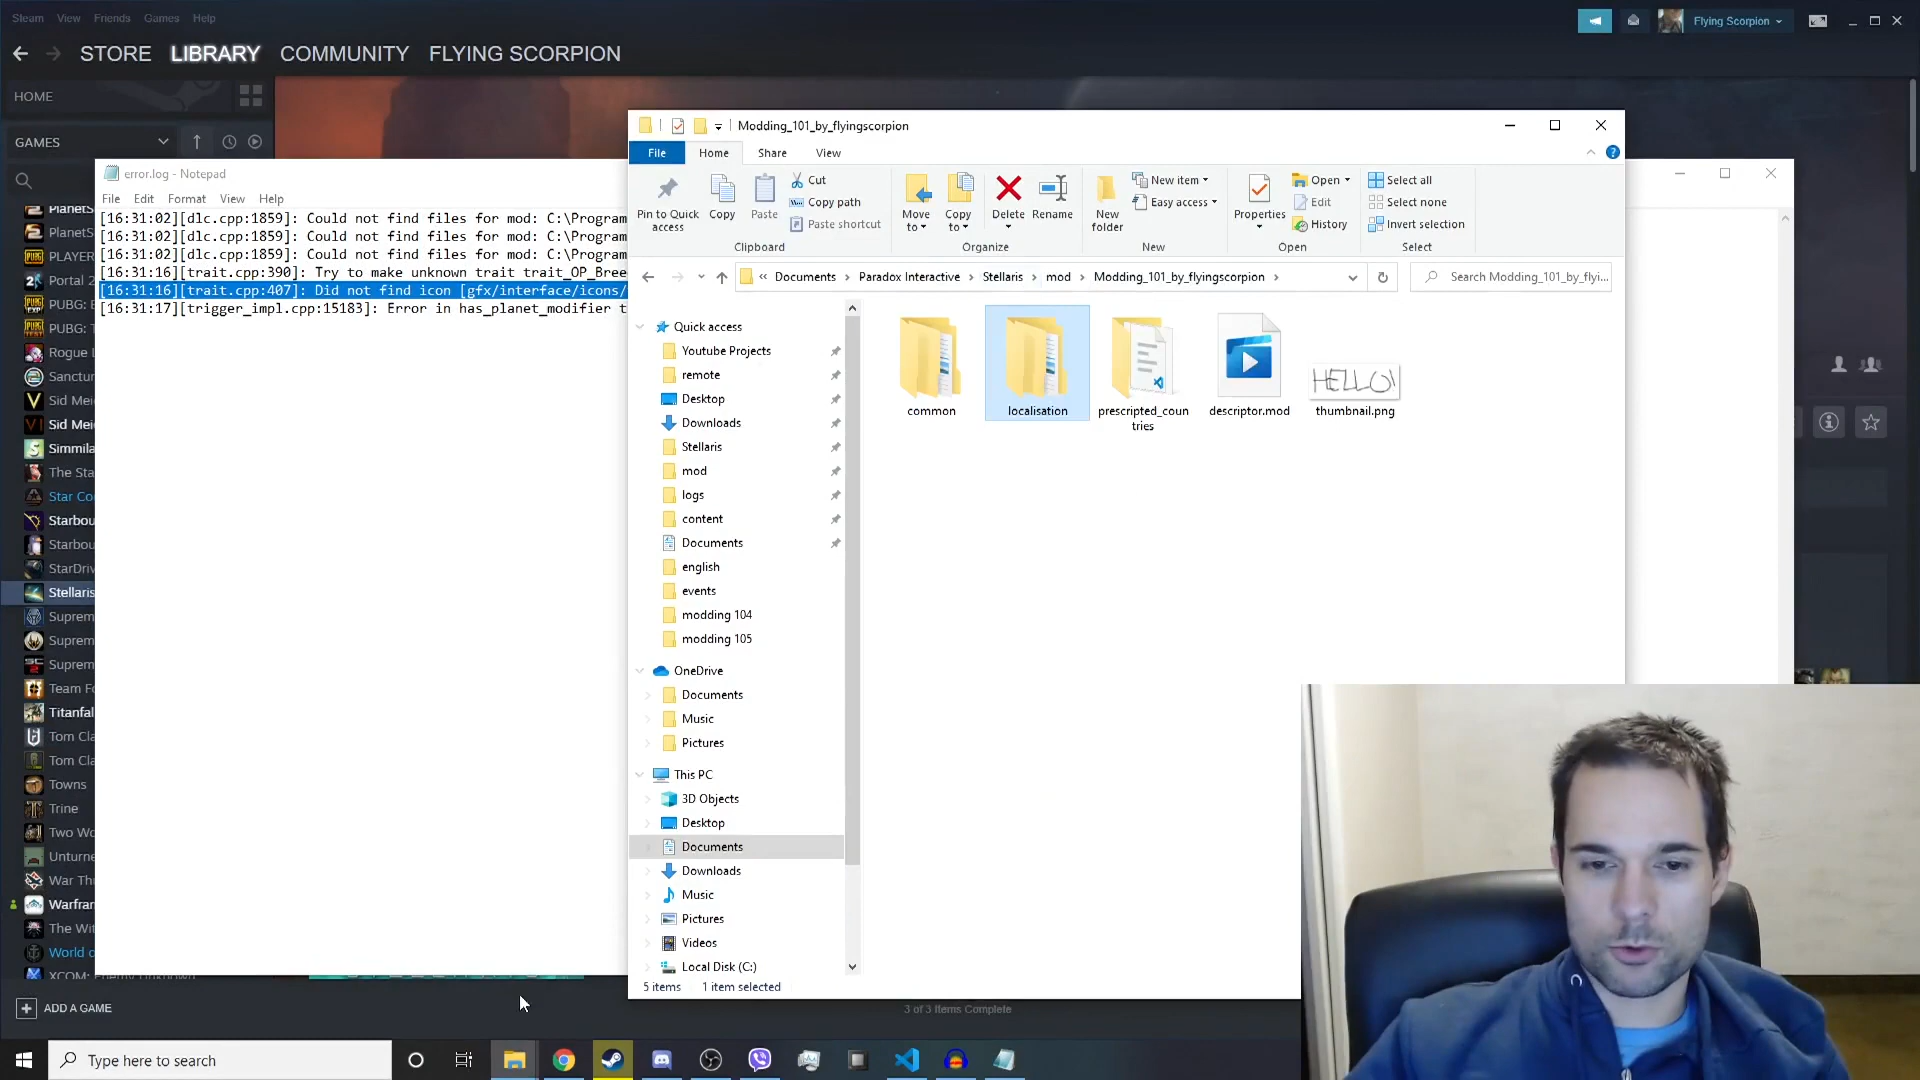 Steam View Friends Games Help
Flying Scorpion
STORE LIBRARY COMMUNITY FLYING SCORPION
HOME
GAMES
PlanetS
PlanetS
PLAYER
Portal 2
PUBG:
PUBG: T
Rogue L
Sanctur
Sid Mei
Sid Mei
Simmila
The Sta
Star Co
Starbou
Starbou
StarDriv
Stellaris
Suprem
Suprem
Suprem
Team Fo
Titanfal
Tom Cla
Tom Cla
Towns
Trine
Two Wo
Unturne
War Th
Warfran
The Wit
World o
XCOM: Enemy Unknown
ADD A GAME
3 of 3 Items Complete
error.log - Notepad
File Edit Format View Help
[16:31:02][dlc.cpp:1859]: Could not find files for mod: C:\Program
[16:31:02][dlc.cpp:1859]: Could not find files for mod: C:\Program
[16:31:02][dlc.cpp:1859]: Could not find files for mod: C:\Program
[16:31:16][trait.cpp:390]: Try to make unknown trait trait_OP_Bree
[16:31:16][trait.cpp:407]: Did not find icon [gfx/interface/icons/
[16:31:17][trigger_impl.cpp:15183]: Error in has_planet_modifier t
Modding_101_by_flyingscorpion
File Home Share View
Pin to Quick access
Copy
Paste
Cut
Copy path
Paste shortcut
Clipboard
Move to
Copy to
Delete
Rename
Organize
New folder
New item
Easy access
New
Properties
Open
Edit
History
Open
Select all
Select none
Invert selection
Select
« Documents > Paradox Interactive > Stellaris > mod > Modding_101_by_flyingscorpion >
Search Modding_101_by_flyi...
Quick access
Youtube Projects
remote
Desktop
Downloads
Stellaris
mod
logs
content
Documents
english
events
modding 104
modding 105
OneDrive
Documents
Music
Pictures
This PC
3D Objects
Desktop
Documents
Downloads
Music
Pictures
Videos
Local Disk (C:)
common
localisation
prescripted_coun
tries
descriptor.mod
HELLO!
thumbnail.png
5 items 1 item selected
Type here to search